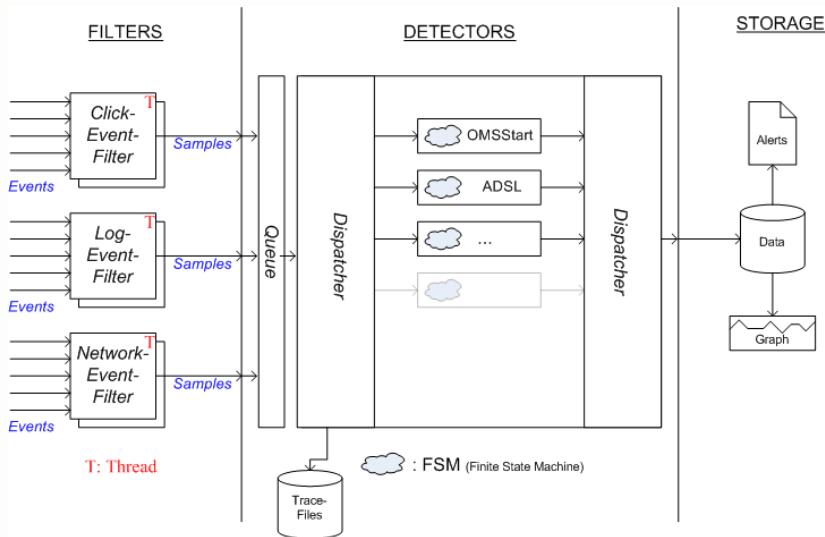 FILTERS
DETECTORS
STORAGE
T
Click-
Event-
Filter
Samples
Events
T
Log-
Event-
Filter
Samples
Events
T
Network-
Event-
Filter
Samples
Events
T: Thread
Queue
Dispatcher
OMSStart
ADSL
...
Dispatcher
Trace-
Files
: FSM (Finite State Machine)
Alerts
Data
Graph